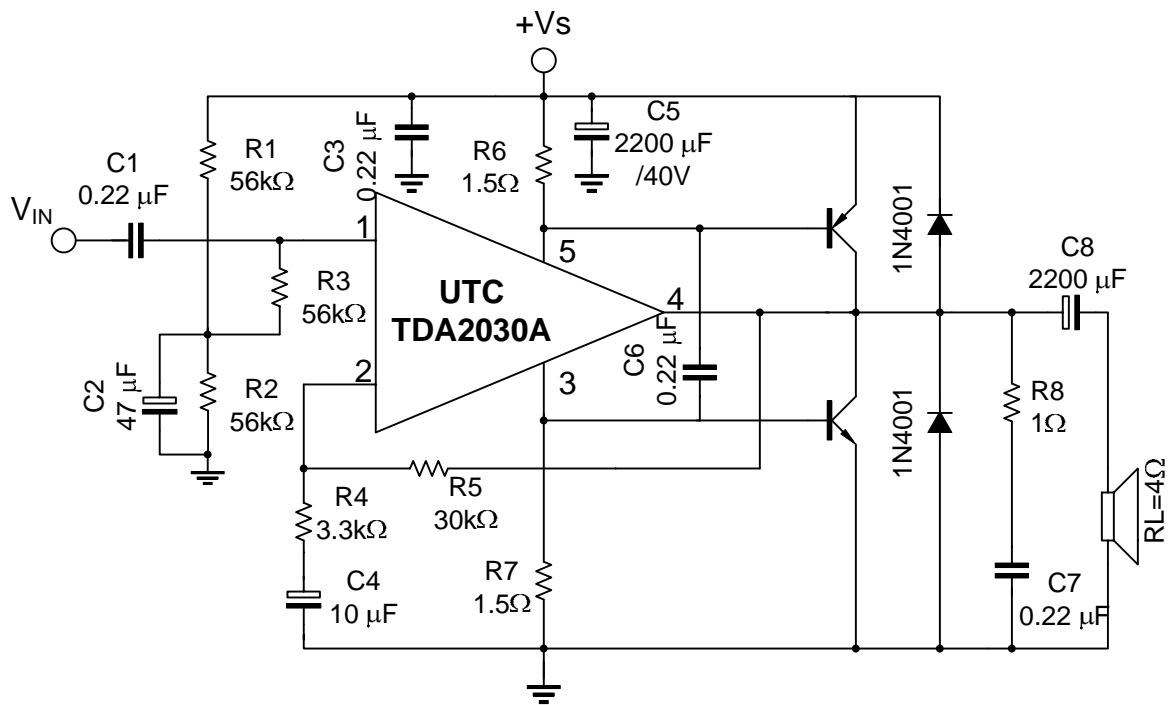 +Vs
C5
2200 μF
/40V
C3
0.22 μF
R6
1.5Ω
R1
56kΩ
C1
0.22 μF
VIN
1
5
1N4001
C8
2200 μF
R3
56kΩ
UTC
TDA2030A
4
C6
0.22 μF
2
3
C2
47 μF
R2
56kΩ
1N4001
R8
1Ω
R5
30kΩ
R4
3.3kΩ
RL=4Ω
C4
10 μF
R7
1.5Ω
C7
0.22 μF